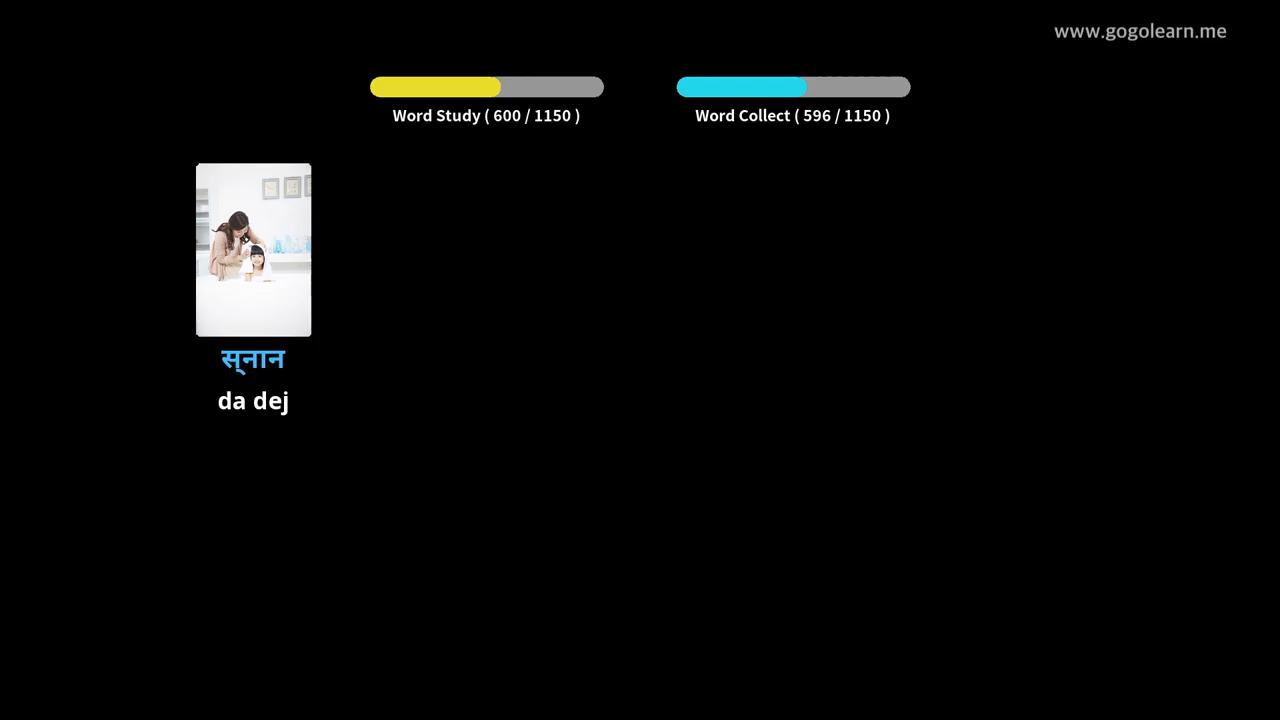 www.gogolearn.me
Word Study ( 600 / 1150 )
Word Collect ( 596 / 1150 )
स्नान
da dej